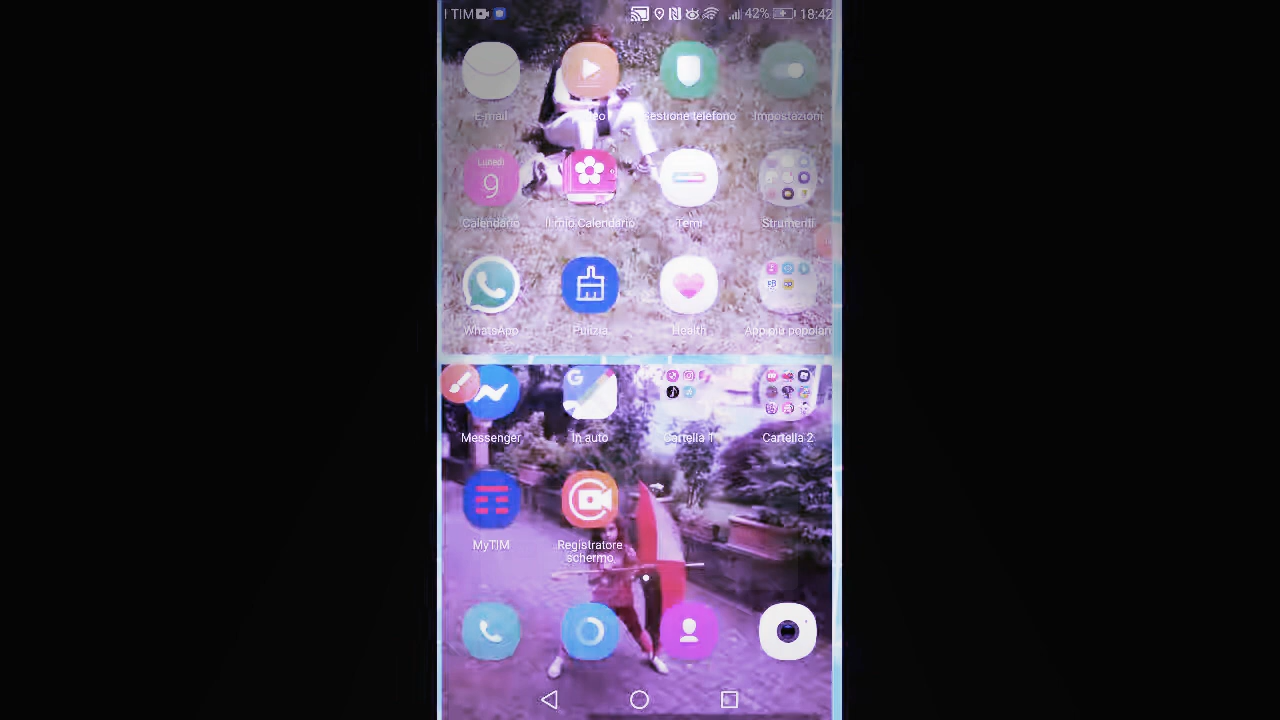 TIM 42% 18:42
E-mail Gestione telefono Impostazioni
Lunedì
9
Calendario Il mio Calendario Temi Strumenti
WhatsApp Pulizia Health App più popolari
G
Messenger In auto Cartella 1 Cartella 2
MyTIM Registratore
schermo